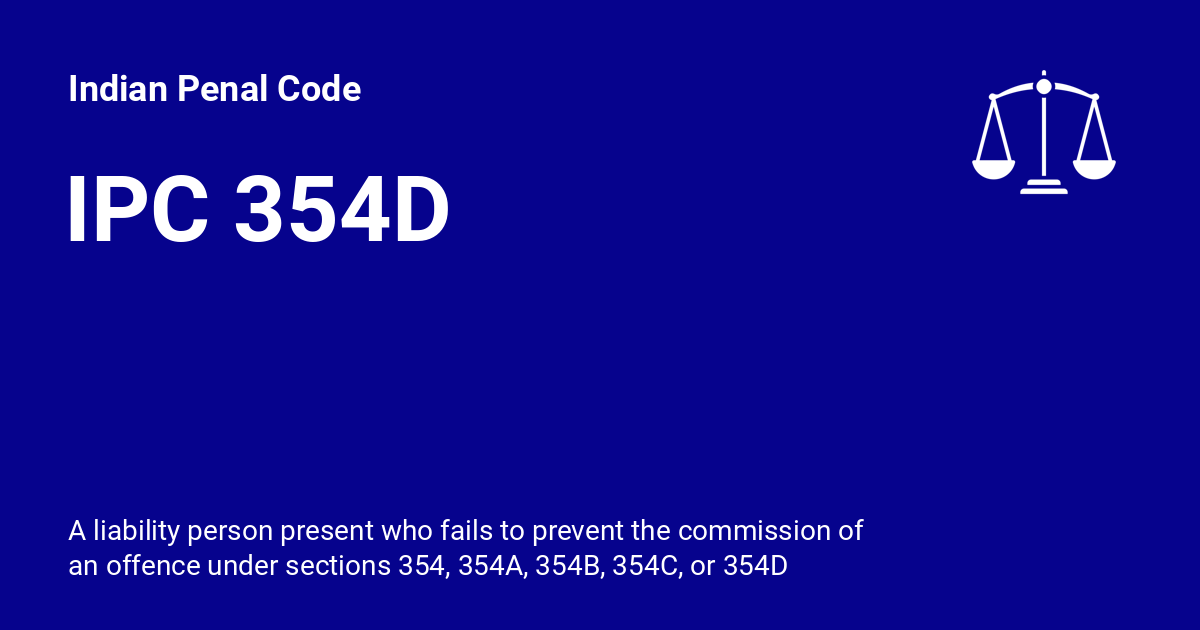 Indian Penal Code
IPC 354D
A liability person present who fails to prevent the commission of
an offence under sections 354, 354A, 354B, 354C, or 354D